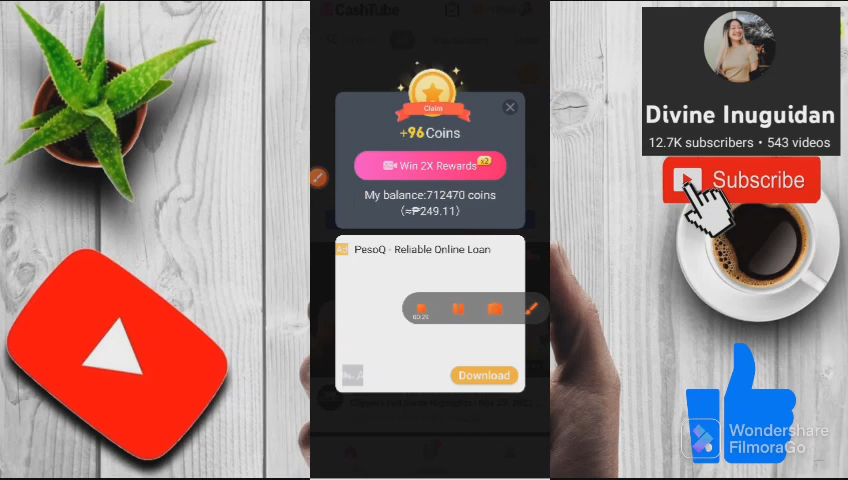 CashTube
Claim
+96 Coins
Win 2X Rewards
x2
My balance:712470 coins
(≈₱249.11)
Ad
PesoQ - Reliable Online Loan
Download
Divine Inuguidan
12.7K subscribers • 543 videos
Subscribe
Wondershare
FilmoraGo